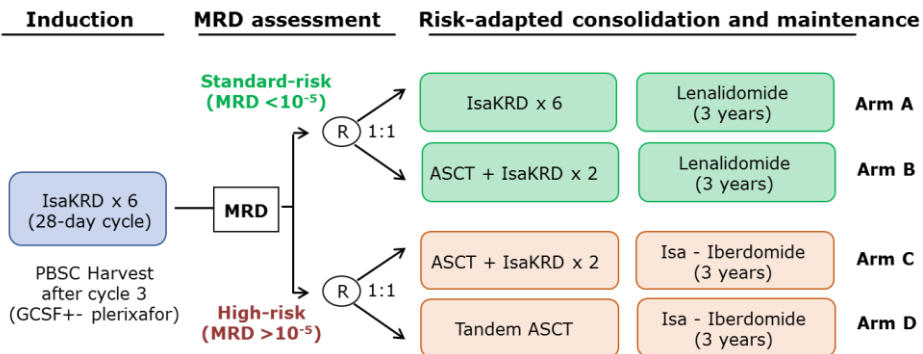 Induction
MRD assessment
Risk-adapted consolidation and maintenance
Standard-risk
(MRD <10⁻⁵)
IsaKRD x 6
Lenalidomide
(3 years)
Arm A
R 1:1
ASCT + IsaKRD x 2
Lenalidomide
(3 years)
Arm B
IsaKRD x 6
(28-day cycle)
MRD
PBSC Harvest
after cycle 3
(GCSF+- plerixafor)
ASCT + IsaKRD x 2
Isa - Iberdomide
(3 years)
Arm C
R 1:1
High-risk
(MRD >10⁻⁵)
Tandem ASCT
Isa - Iberdomide
(3 years)
Arm D